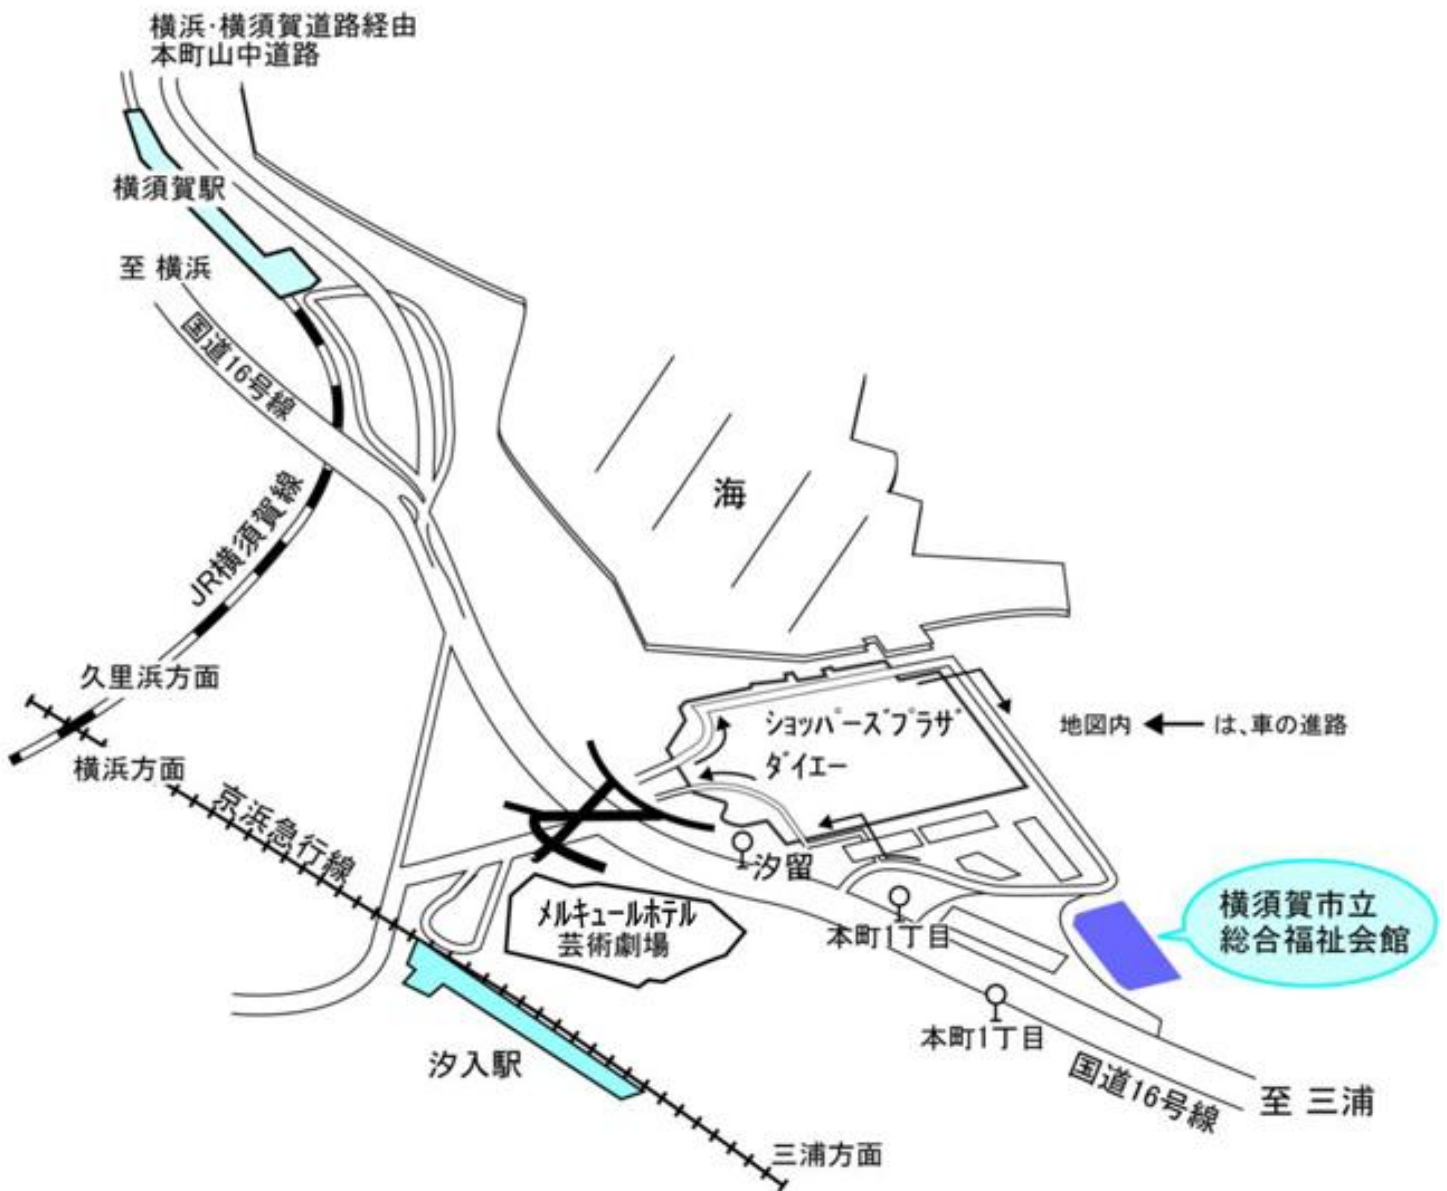 横浜・横須賀道路経由
本町山中道路
横須賀駅
至 横浜
国道16号線
JR横須賀線
海
久里浜方面
横浜方面
京浜急行線
ショッパーズプラザ
ダイエー
地図内 ← は、車の進路
汐留
メルキュールホテル
芸術劇場
本町1丁目
横須賀市立
総合福祉会館
本町1丁目
汐入駅
国道16号線
至 三浦
三浦方面